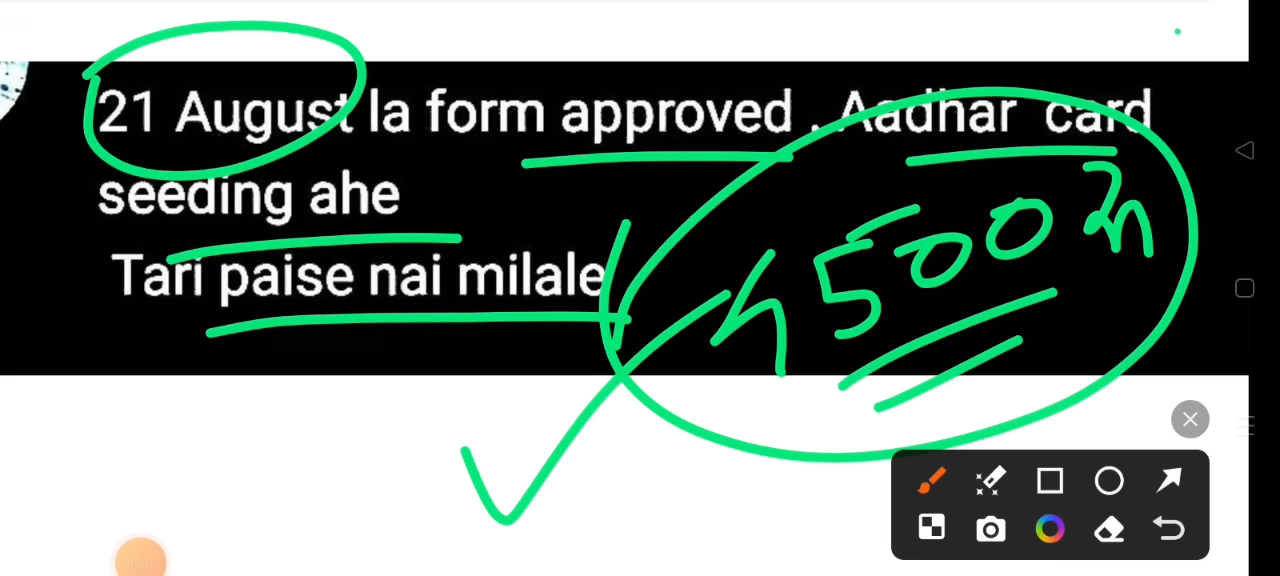 21 August la form approved . Aadhar card
seeding ahe
Tari paise nai milale
4500